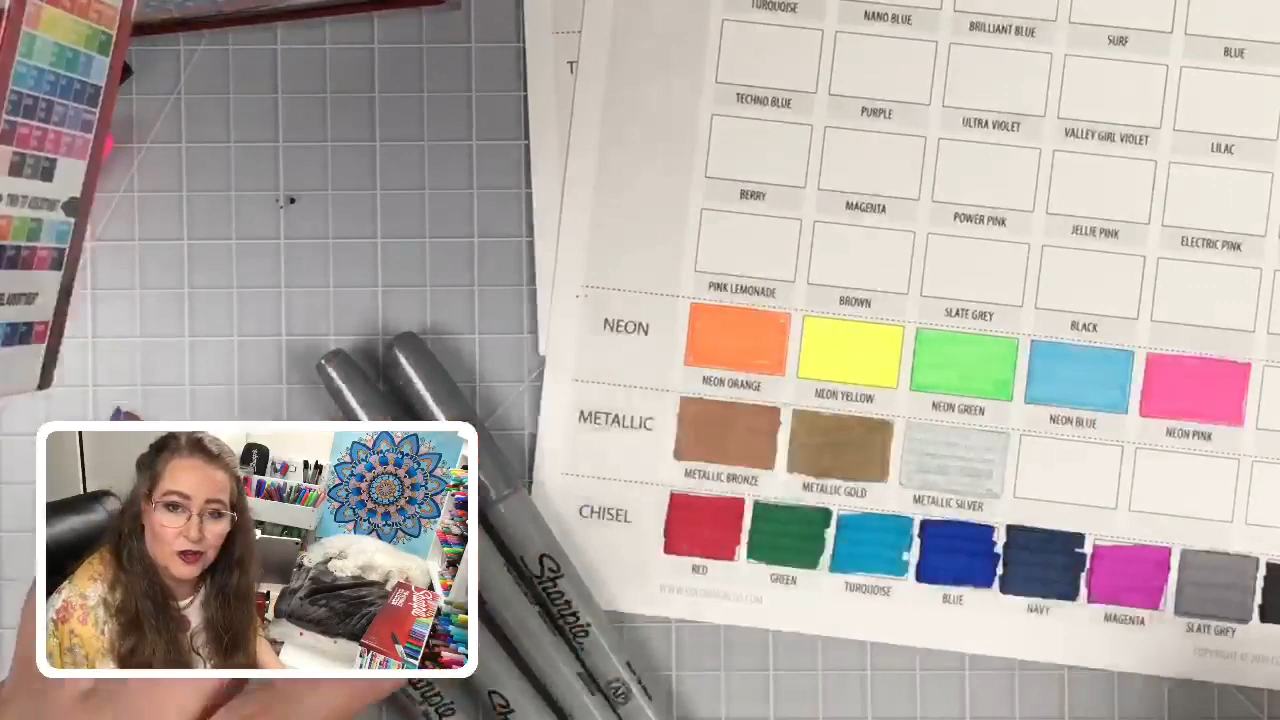 TURQUOISE NANO BLUE BRILLIANT BLUE SURF BLUE
TECHNO BLUE PURPLE ULTRA VIOLET VALLEY GIRL VIOLET LILAC
BERRY MAGENTA POWER PINK JELLIE PINK ELECTRIC PINK
PINK LEMONADE BROWN SLATE GREY BLACK
NEON
NEON ORANGE NEON YELLOW NEON GREEN NEON BLUE NEON PINK
METALLIC
METALLIC BRONZE METALLIC GOLD METALLIC SILVER
CHISEL
RED GREEN TURQUOISE BLUE NAVY MAGENTA SLATE GREY
Sharpie
Sharpie
Sharpie